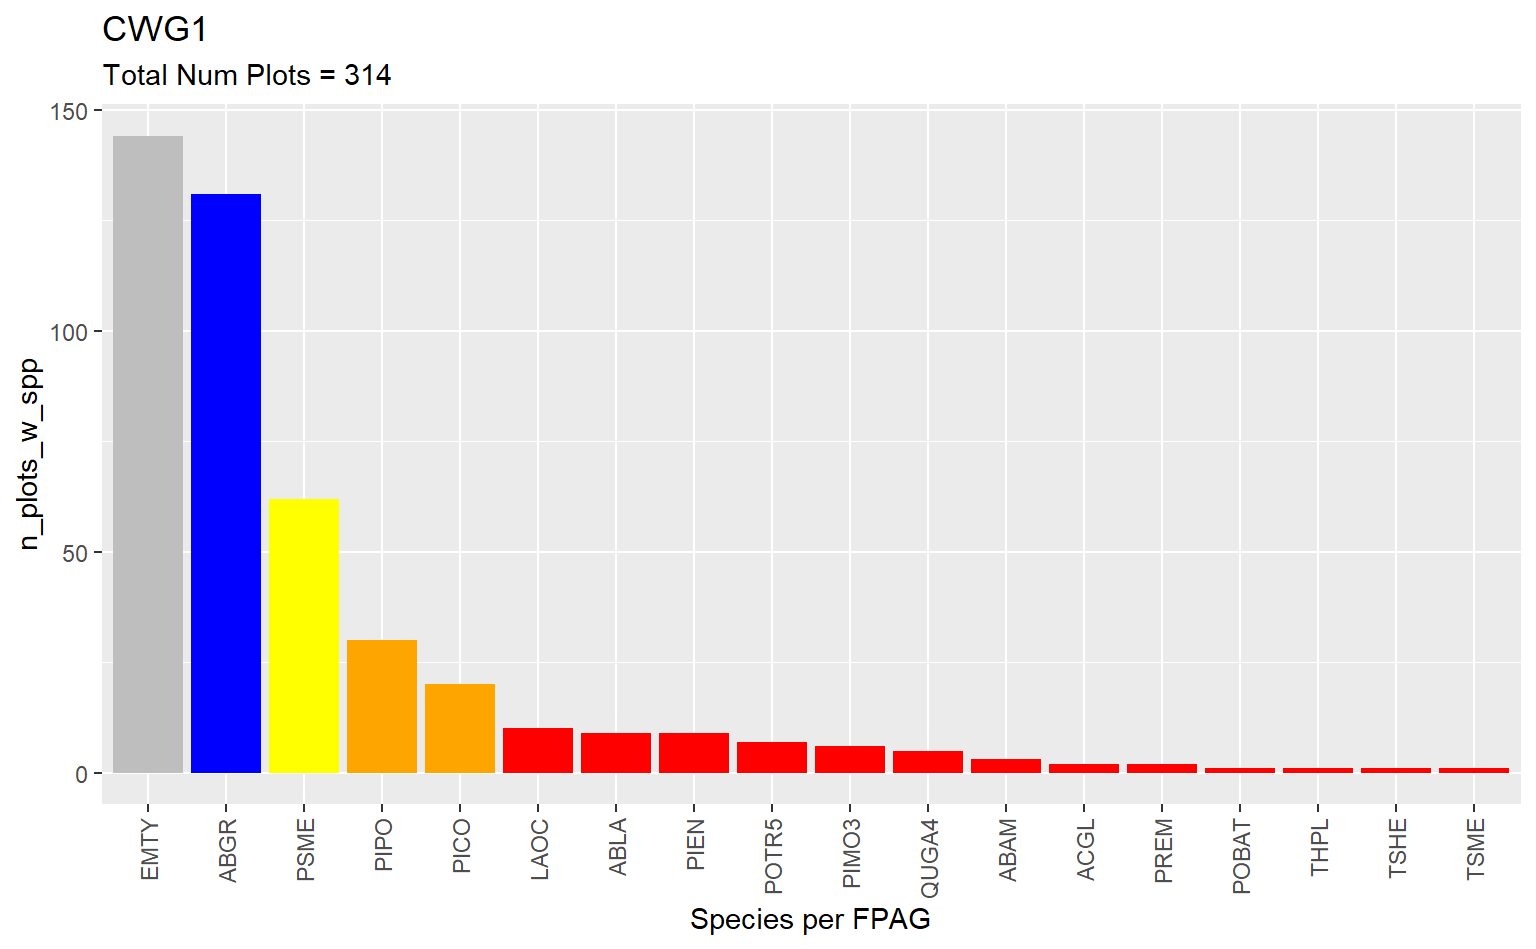 CWG1
Total Num Plots = 314
150
100
50
0
n_plots_w_spp
EMTY
ABGR
PSME
PIPO
PICO
LAOC
ABLA
PIEN
POTR5
PIMO3
QUGA4
ABAM
ACGL
PREM
POBAT
THPL
TSHE
TSME
Species per FPAG